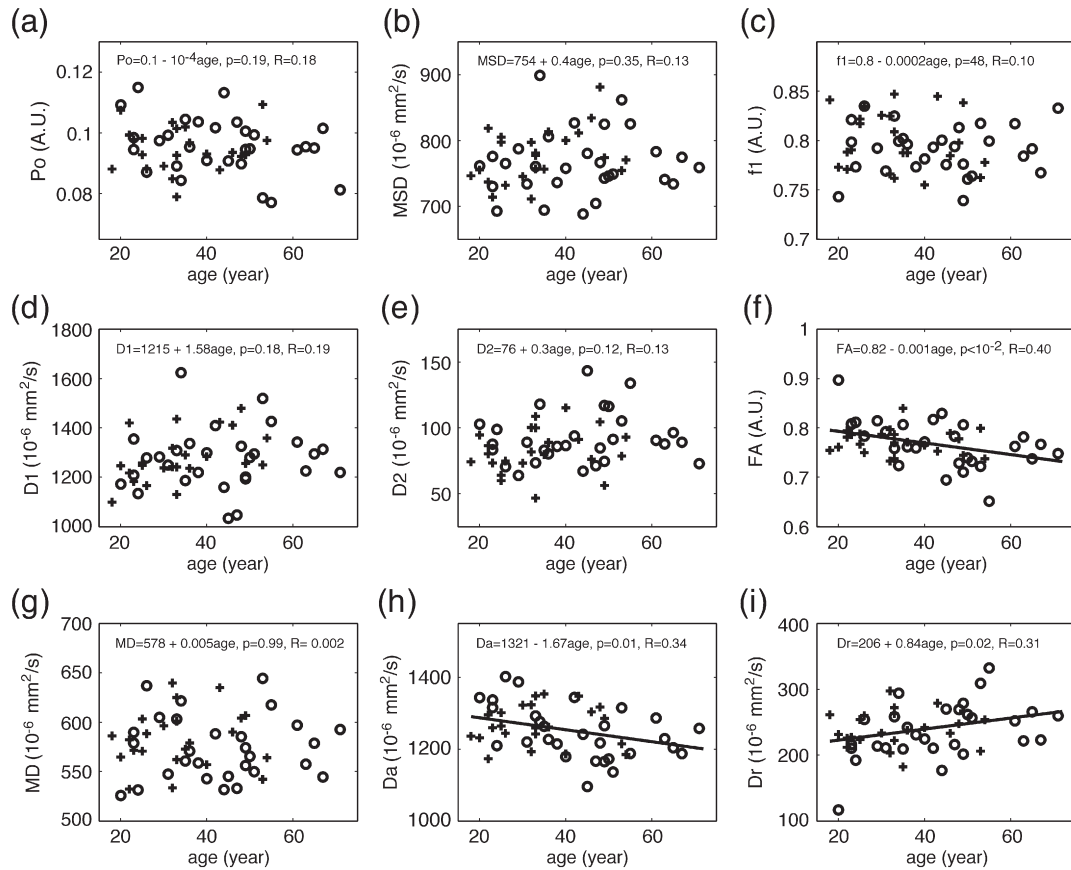 (a)
Po=0.1 - 10-4age, p=0.19, R=0.18
0.12
0.1
0.08
Po (A.U.)
20 40 60
age (year)
(b)
MSD=754 + 0.4age, p=0.35, R=0.13
900
800
700
MSD (10-6 mm2/s)
20 40 60
age (year)
(c)
f1=0.8 - 0.0002age, p=48, R=0.10
0.85
0.8
0.75
0.7
f1 (A.U.)
20 40 60
age (year)
(d)
1800
D1=1215 + 1.58age, p=0.18, R=0.19
1600
1400
1200
1000
D1 (10-6 mm2/s)
20 40 60
age (year)
(e)
D2=76 + 0.3age, p=0.12, R=0.13
150
100
50
D2 (10-6 mm2/s)
20 40 60
age (year)
(f)
1
FA=0.82 - 0.001age, p<10-2, R=0.40
0.9
0.8
0.7
0.6
FA (A.U.)
20 40 60
age (year)
(g)
700
MD=578 + 0.005age, p=0.99, R= 0.002
650
600
550
500
MD (10-6 mm2/s)
20 40 60
age (year)
(h)
Da=1321 - 1.67age, p=0.01, R=0.34
1400
1200
1000
Da (10-6 mm2/s)
20 40 60
age (year)
(i)
400
Dr=206 + 0.84age, p=0.02, R=0.31
300
200
100
Dr (10-6 mm2/s)
20 40 60
age (year)